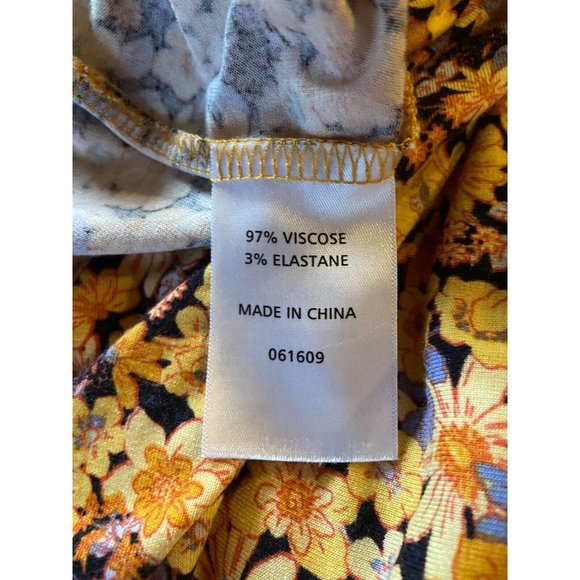 97% VISCOSE
3% ELASTANE
MADE IN CHINA
061609